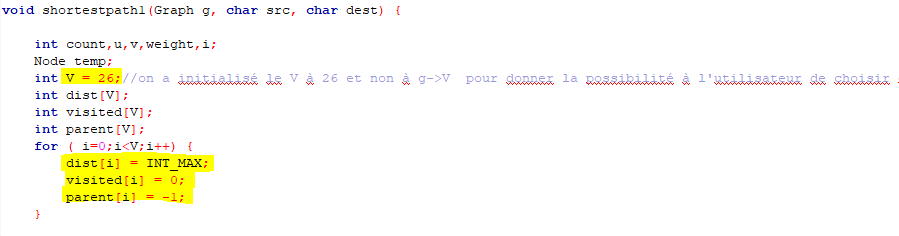 void shortestpath1(Graph g, char src, char dest) {
int count,u,v,weight,i;
Node temp;
int V = 26;//on a initialisé le V à 26 et non à g->V  pour donner la possibilité à l'utilisateur de choisir
int dist[V];
int visited[V];
int parent[V];
for ( i=0;i<V;i++) {
dist[i] = INT_MAX;
visited[i] = 0;
parent[i] = -1;
}